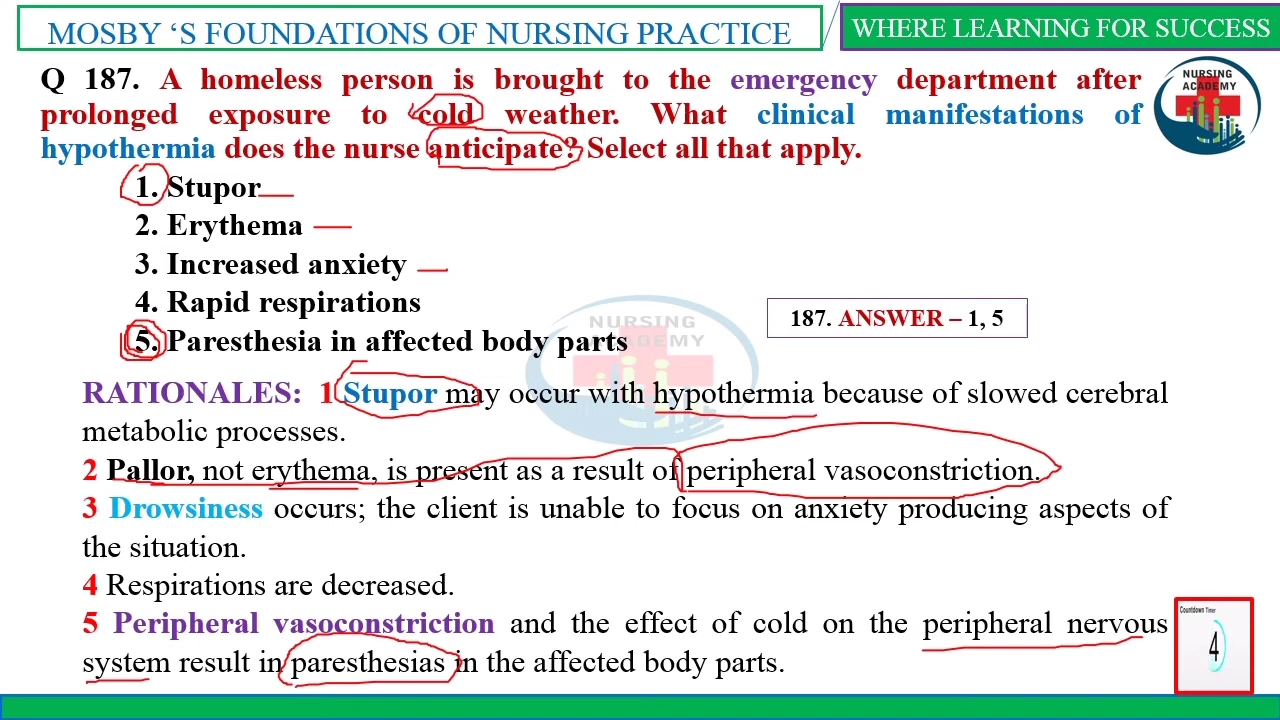 MOSBY ‘S FOUNDATIONS OF NURSING PRACTICE
WHERE LEARNING FOR SUCCESS
Q 187. A homeless person is brought to the emergency department after
prolonged exposure to cold weather. What clinical manifestations of
hypothermia does the nurse anticipate? Select all that apply.
NURSING
ACADEMY
1. Stupor
2. Erythema
3. Increased anxiety
4. Rapid respirations
5. Paresthesia in affected body parts
187. ANSWER – 1, 5
NURSING
ACADEMY
RATIONALES: 1 Stupor may occur with hypothermia because of slowed cerebral
metabolic processes.
2 Pallor, not erythema, is present as a result of peripheral vasoconstriction.
3 Drowsiness occurs; the client is unable to focus on anxiety producing aspects of
the situation.
4 Respirations are decreased.
5 Peripheral vasoconstriction and the effect of cold on the peripheral nervous
system result in paresthesias in the affected body parts.
Countdown Timer
4